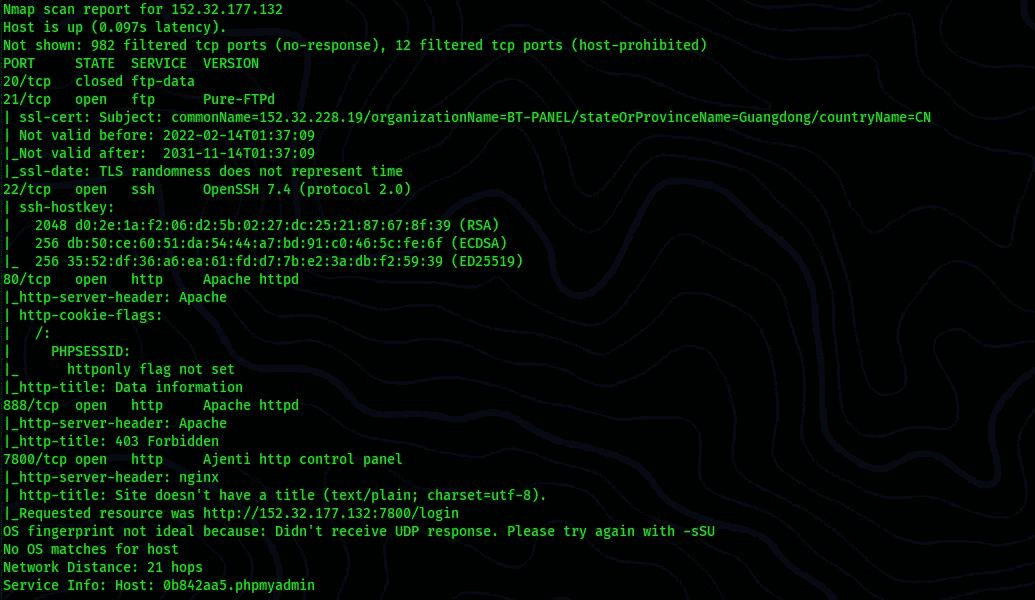 Nmap scan report for 152.32.177.132
Host is up (0.097s latency).
Not shown: 982 filtered tcp ports (no-response), 12 filtered tcp ports (host-prohibited)
PORT     STATE  SERVICE  VERSION
20/tcp   closed ftp-data
21/tcp   open   ftp      Pure-FTPd
| ssl-cert: Subject: commonName=152.32.228.19/organizationName=BT-PANEL/stateOrProvinceName=Guangdong/countryName=CN
| Not valid before: 2022-02-14T01:37:09
|_Not valid after:  2031-11-14T01:37:09
|_ssl-date: TLS randomness does not represent time
22/tcp   open   ssh      OpenSSH 7.4 (protocol 2.0)
| ssh-hostkey:
|   2048 d0:2e:1a:f2:06:d2:5b:02:27:dc:25:21:87:67:8f:39 (RSA)
|   256 db:50:ce:60:51:da:54:44:a7:bd:91:c0:46:5c:fe:6f (ECDSA)
|_  256 35:52:df:36:a6:ea:61:fd:d7:7b:e2:3a:db:f2:59:39 (ED25519)
80/tcp   open   http     Apache httpd
|_http-server-header: Apache
| http-cookie-flags:
|   /:
|     PHPSESSID:
|_      httponly flag not set
|_http-title: Data information
888/tcp  open   http     Apache httpd
|_http-server-header: Apache
|_http-title: 403 Forbidden
7800/tcp open   http     Ajenti http control panel
|_http-server-header: nginx
| http-title: Site doesn't have a title (text/plain; charset=utf-8).
|_Requested resource was http://152.32.177.132:7800/login
OS fingerprint not ideal because: Didn't receive UDP response. Please try again with -sSU
No OS matches for host
Network Distance: 21 hops
Service Info: Host: 0b842aa5.phpmyadmin